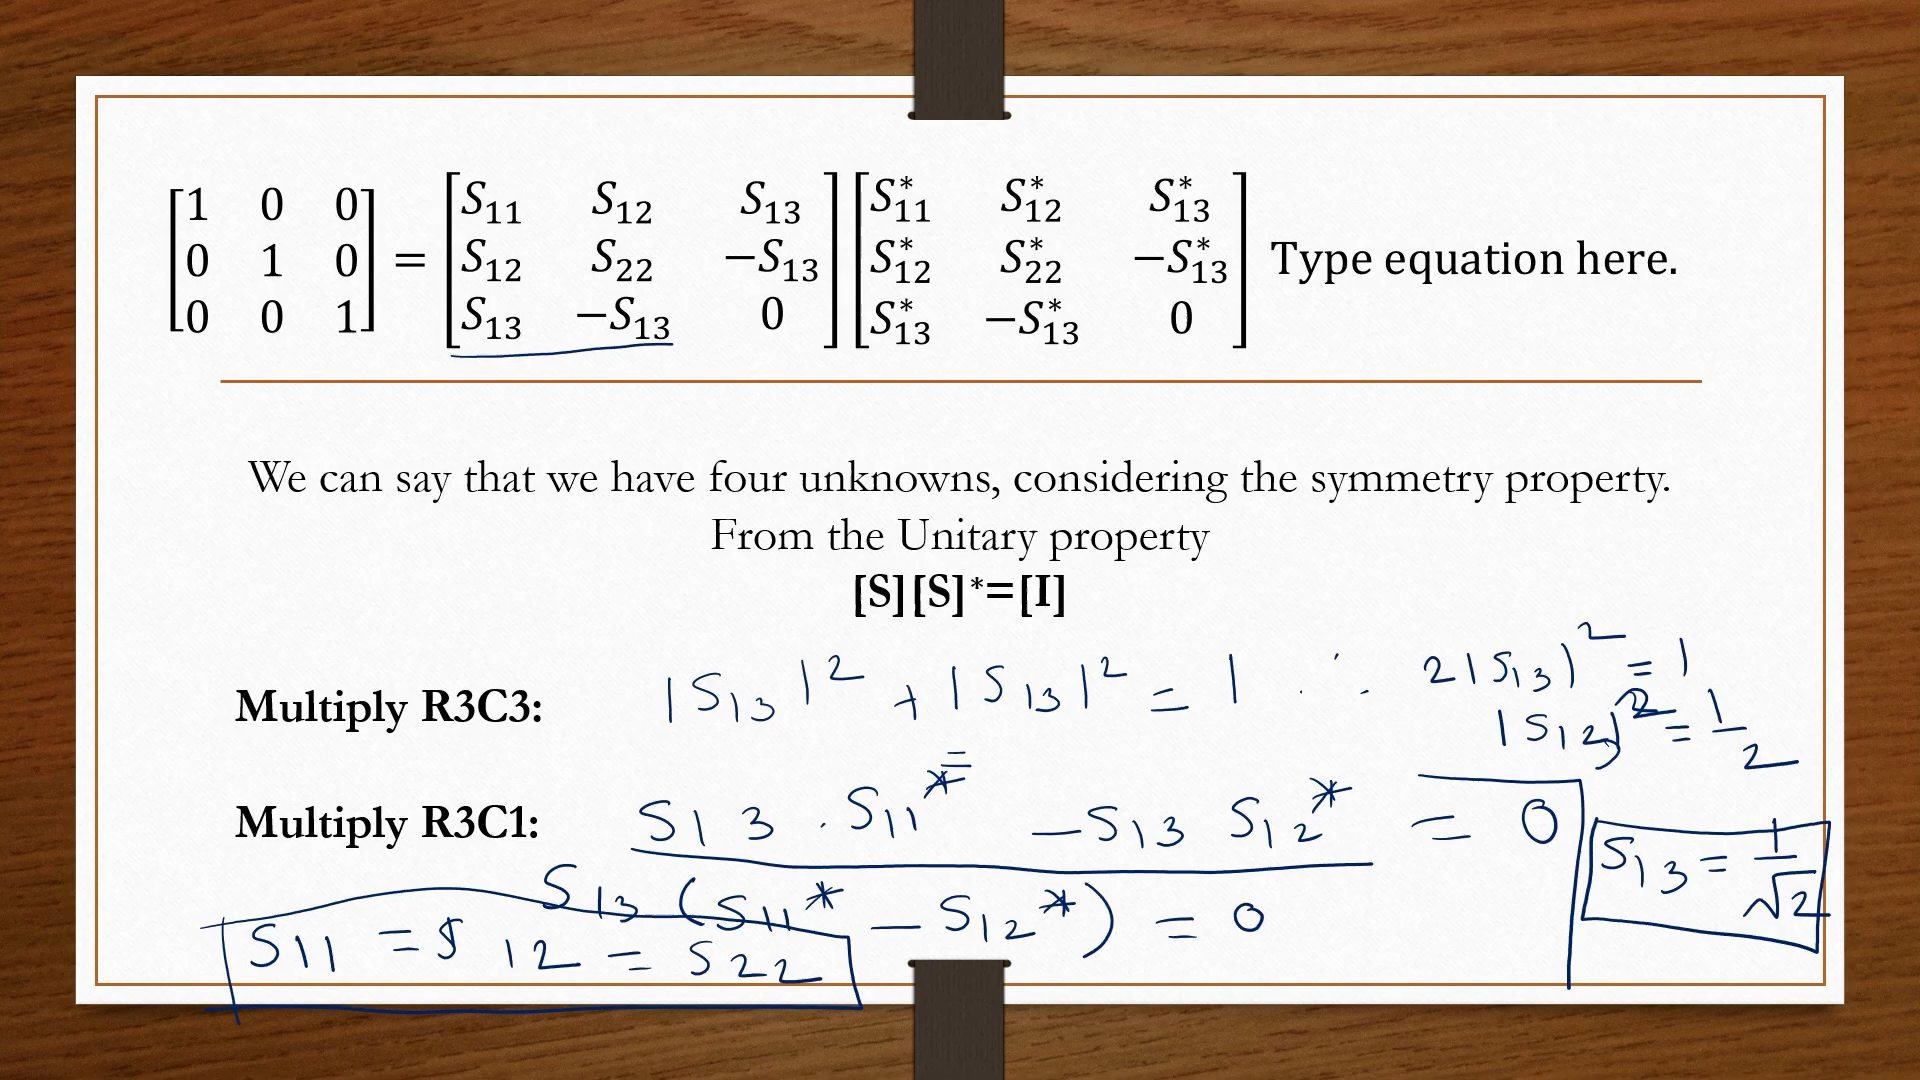 [1 0 0; 0 1 0; 0 0 1] = [S₁₁ S₁₂ S₁₃; S₁₂ S₂₂ −S₁₃; S₁₃ −S₁₃ 0] [S*₁₁ S*₁₂ S*₁₃; S*₁₂ S*₂₂ −S*₁₃; S*₁₃ −S*₁₃ 0] Type equation here.
We can say that we have four unknowns, considering the symmetry property.
From the Unitary property
[S][S]*=[I]
Multiply R3C3: |S₁₃|² + |S₁₃|² = 1 ∴ 2|S₁₃|² = 1
|S₁₂|² = 1/2
Multiply R3C1: S₁₃ . S₁₁* − S₁₃ S₁₂* = 0
S₁₃ = 1/√2
S₁₃ (S₁₁* − S₁₂*) = 0
S₁₁ = S₁₂ = S₂₂